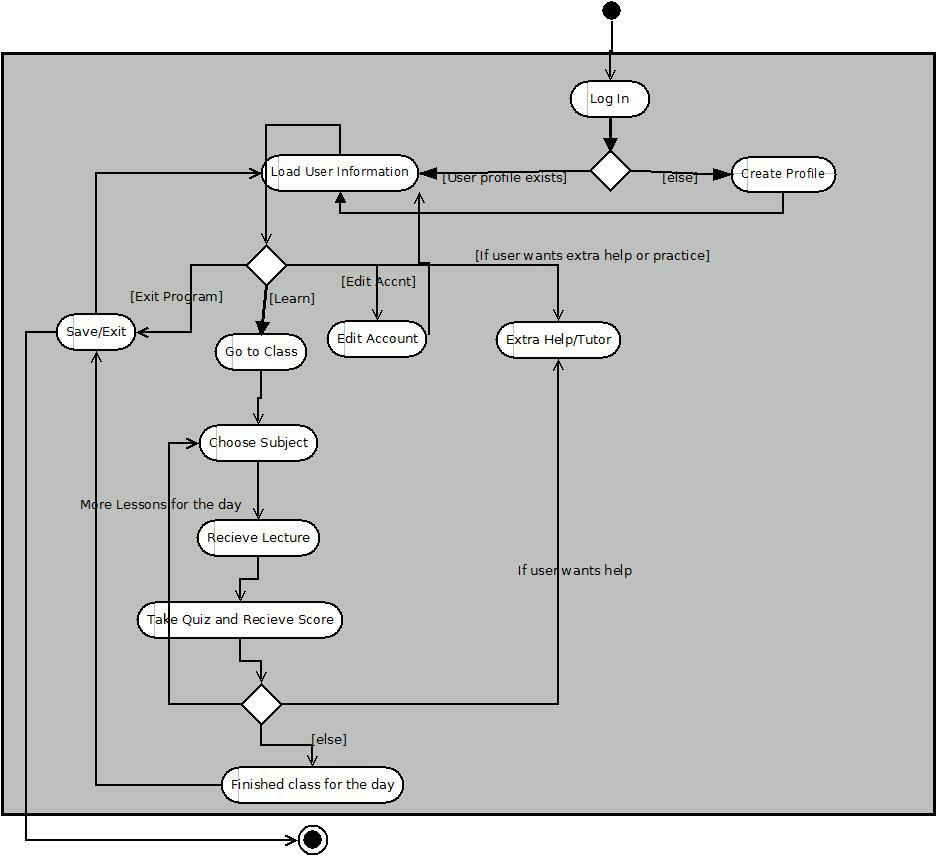 Log In
Load User Information
[User profile exists]
[else]
Create Profile
[If user wants extra help or practice]
[Edit Accnt]
[Exit Program]
[Learn]
Save/Exit
Go to Class
Edit Account
Extra Help/Tutor
Choose Subject
More Lessons for the day
Recieve Lecture
If user wants help
Take Quiz and Recieve Score
[else]
Finished class for the day